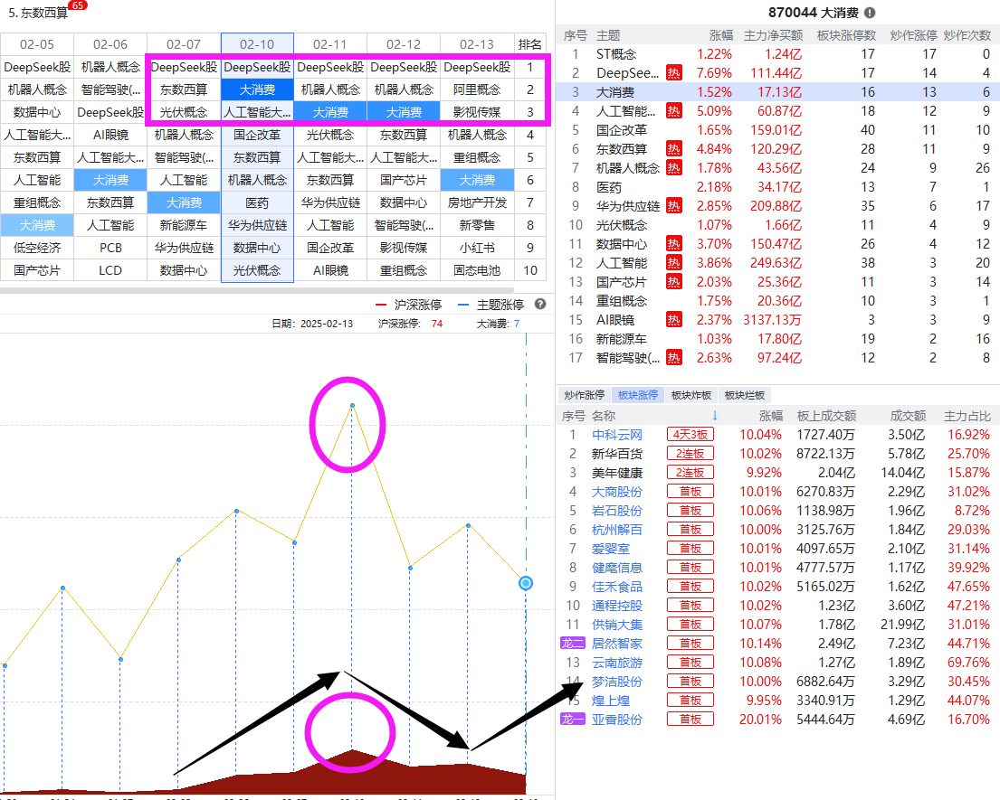 5. 东数西算 65
02-05 02-06 02-07 02-10 02-11 02-12 02-13 排名
DeepSeek股 机器人概念 DeepSeek股 DeepSeek股 DeepSeek股 DeepSeek股 DeepSeek股 1
机器人概念 智能驾驶(... 东数西算 大消费 机器人概念 机器人概念 阿里概念 2
数据中心 DeepSeek股 光伏概念 人工智能大... 大消费 大消费 影视传媒 3
人工智能大... AI眼镜 机器人概念 国企改革 光伏概念 东数西算 机器人概念 4
东数西算 人工智能大... 智能驾驶(... 东数西算 人工智能大... 人工智能大... 重组概念 5
人工智能 大消费 人工智能 机器人概念 东数西算 国产芯片 大消费 6
重组概念 东数西算 大消费 医药 华为供应链 数据中心 房地产开发 7
大消费 人工智能 新能源车 华为供应链 人工智能 智能驾驶(... 新零售 8
低空经济 PCB 华为供应链 数据中心 国企改革 影视传媒 小红书 9
国产芯片 LCD 数据中心 光伏概念 AI眼镜 重组概念 固态电池 10
沪深涨停 主题涨停 ?
日期: 2025-02-13 沪深涨停: 74 大消费: 7
870044 大消费
序号 主题 涨幅 主力净买额 板块涨停数 炒作涨停 炒作次数
1 ST概念 1.22% 1.24亿 17 17 0
2 DeepSee... 热 7.69% 111.44亿 17 14 4
3 大消费 1.52% 17.13亿 16 13 6
4 人工智能... 热 5.09% 60.87亿 18 12 9
5 国企改革 1.65% 159.01亿 40 11 10
6 东数西算 热 4.84% 120.29亿 28 11 9
7 机器人概念 热 1.78% 43.56亿 24 9 26
8 医药 2.18% 34.17亿 13 7 1
9 华为供应链 热 2.85% 209.88亿 35 6 17
10 光伏概念 1.07% 1.66亿 11 4 9
11 数据中心 热 3.70% 150.47亿 26 4 12
12 人工智能 热 3.86% 249.63亿 38 3 20
13 国产芯片 热 2.03% 25.36亿 11 3 14
14 重组概念 1.75% 20.36亿 10 3 1
15 AI眼镜 热 2.37% 3137.13万 3 3 9
16 新能源车 1.03% 17.80亿 19 2 16
17 智能驾驶(... 热 2.63% 97.24亿 12 2 8
炒作涨停 板块涨停 板块炸板 板块烂板
序号 名称 ↓ 涨幅 板上成交额 成交额 主力占比
1 中科云网 4天3板 10.04% 1727.40万 3.50亿 16.92%
2 新华百货 2连板 10.02% 8722.13万 5.78亿 25.70%
3 美年健康 2连板 9.92% 2.04亿 14.04亿 15.87%
4 大商股份 首板 10.01% 6270.83万 2.29亿 31.02%
5 岩石股份 首板 10.06% 1138.98万 1.96亿 8.72%
6 杭州解百 首板 10.00% 3125.76万 1.84亿 29.03%
7 爱婴室 首板 10.01% 4097.65万 2.10亿 31.14%
8 健麾信息 首板 10.01% 4777.57万 1.17亿 39.92%
9 佳禾食品 首板 10.02% 5165.02万 1.62亿 47.65%
10 通程控股 首板 10.02% 1.23亿 3.60亿 47.21%
11 供销大集 首板 10.07% 1.78亿 21.99亿 31.01%
龙二 居然智家 首板 10.14% 2.49亿 7.23亿 44.71%
13 云南旅游 首板 10.08% 1.27亿 1.89亿 69.76%
14 梦洁股份 首板 10.00% 6882.64万 3.29亿 30.45%
15 煌上煌 首板 9.95% 3340.91万 1.29亿 44.07%
龙一 亚香股份 首板 20.01% 5444.64万 4.69亿 16.70%